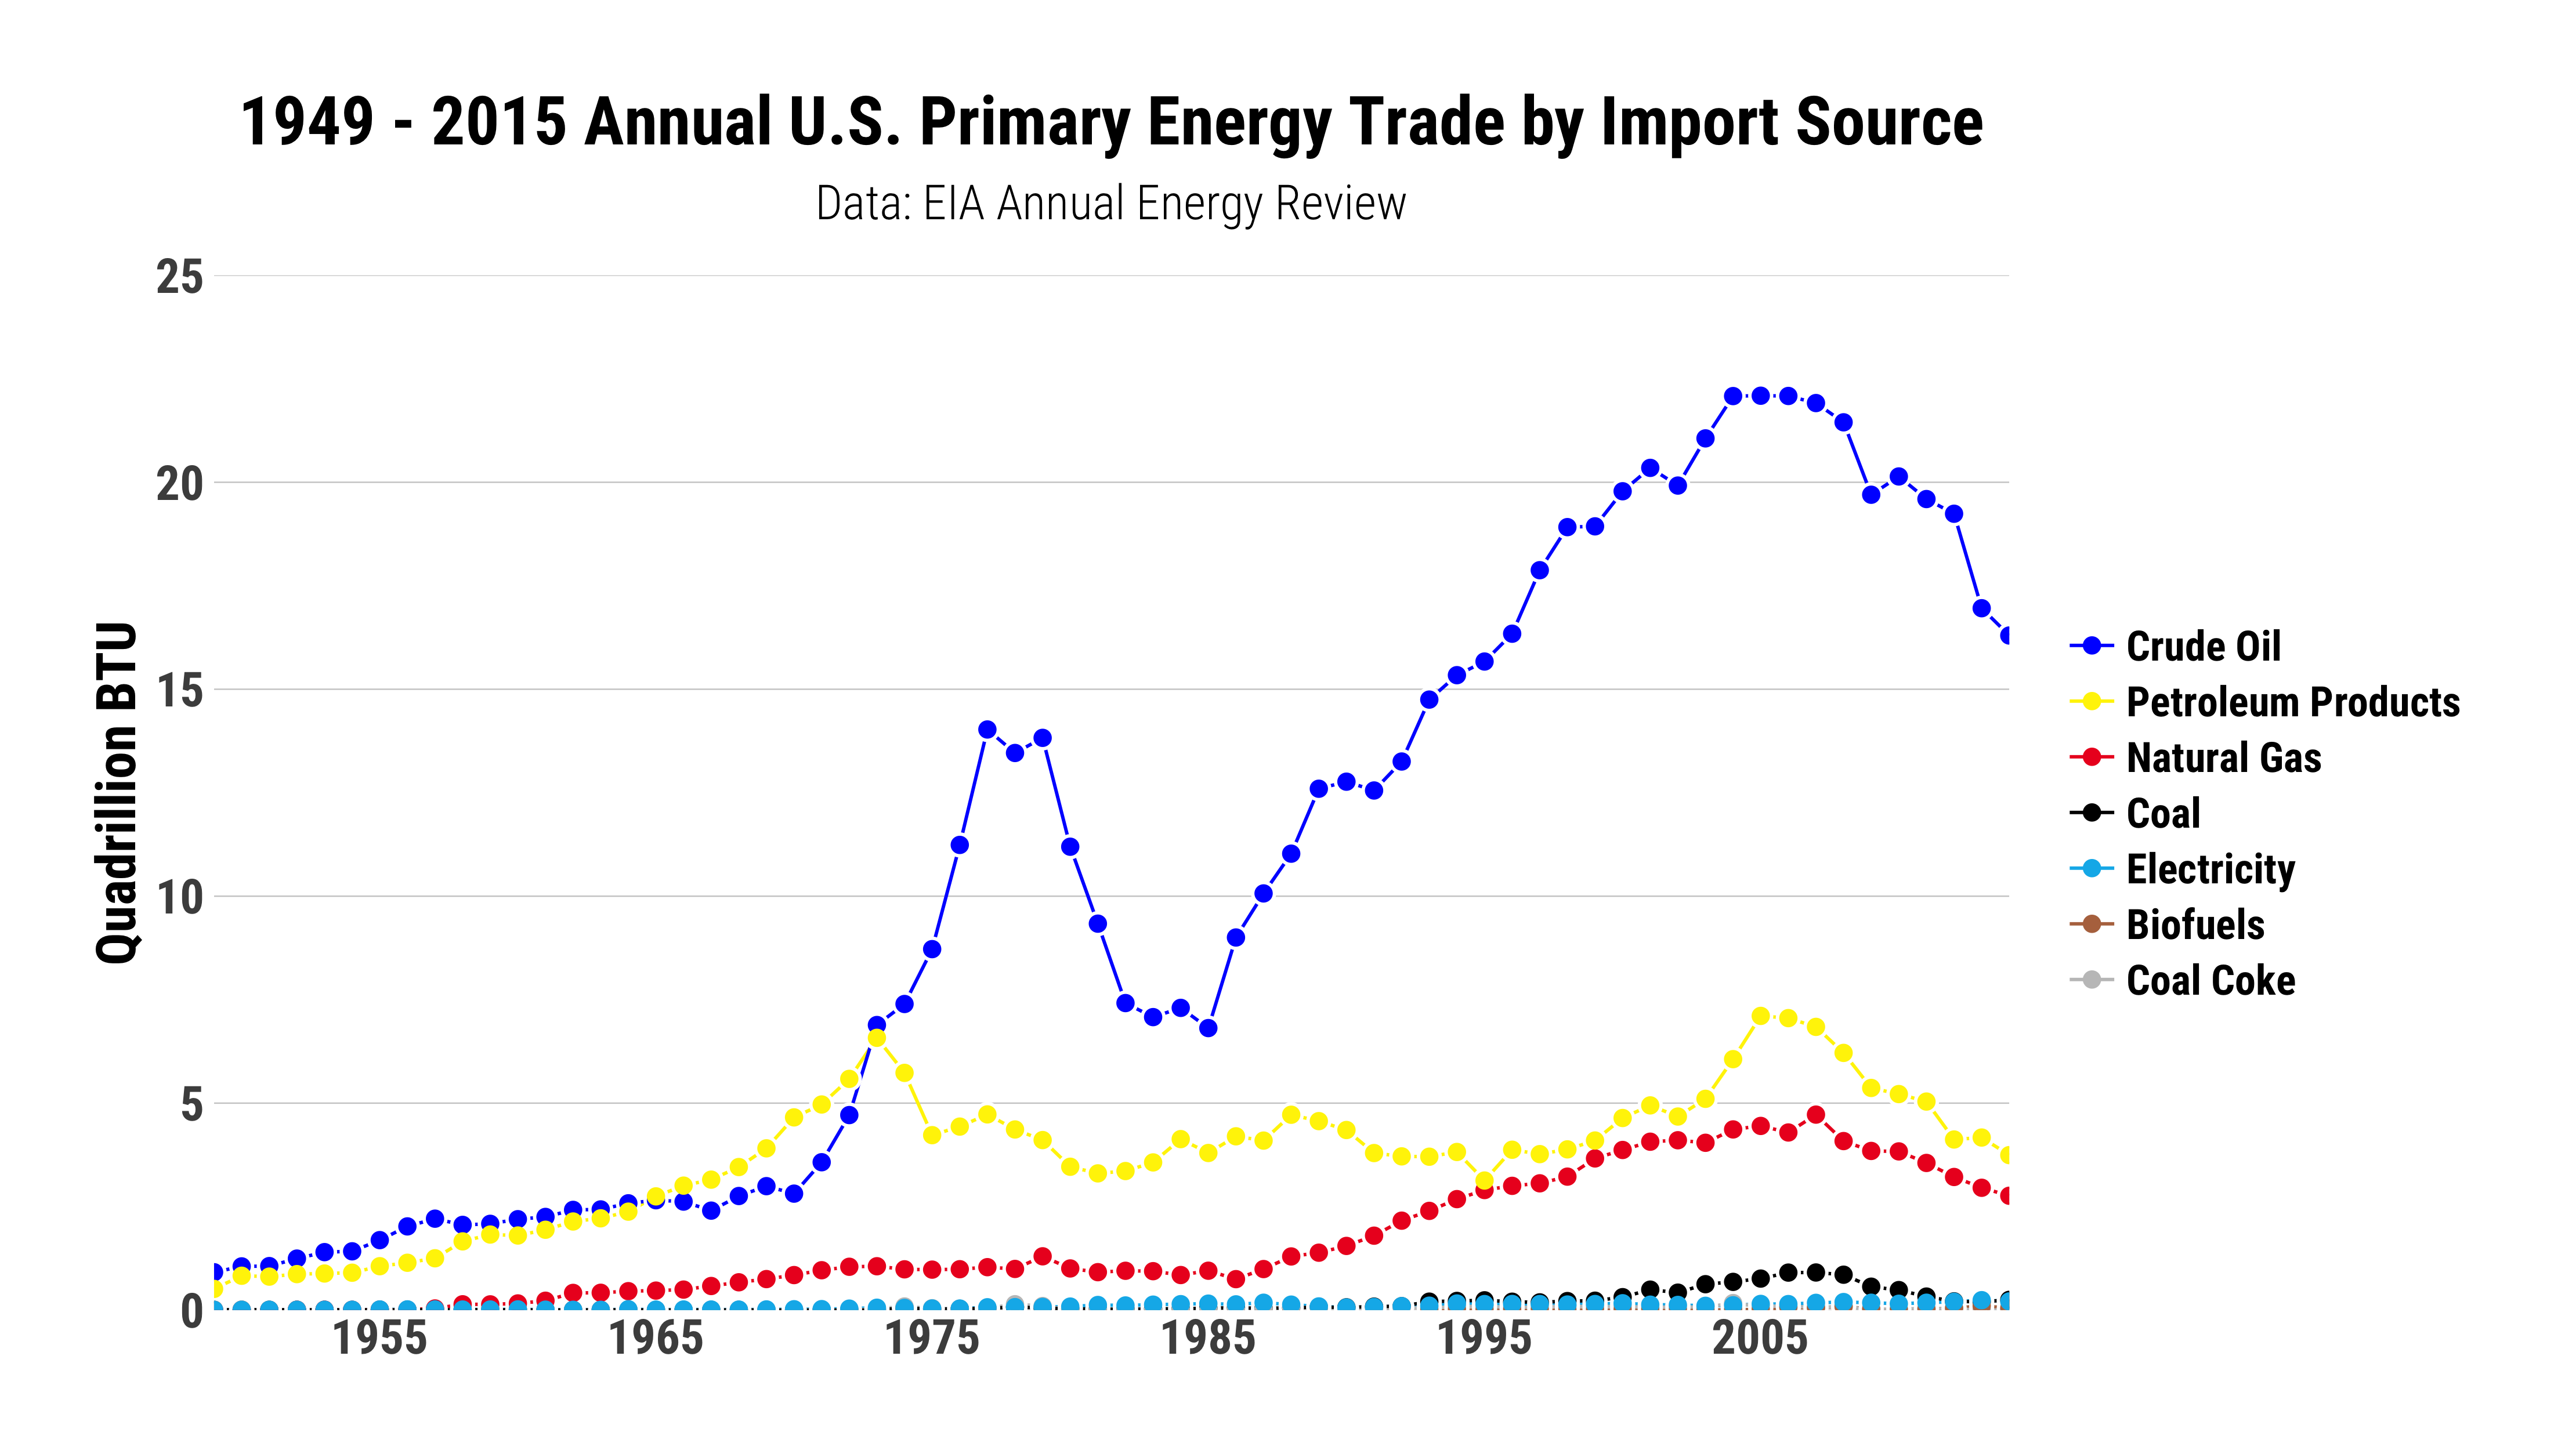 1949 - 2015 Annual U.S. Primary Energy Trade by Import Source
Data: EIA Annual Energy Review
25
20
15
10
5
0
Quadrillion BTU
1955 1965 1975 1985 1995 2005
Crude Oil
Petroleum Products
Natural Gas
Coal
Electricity
Biofuels
Coal Coke